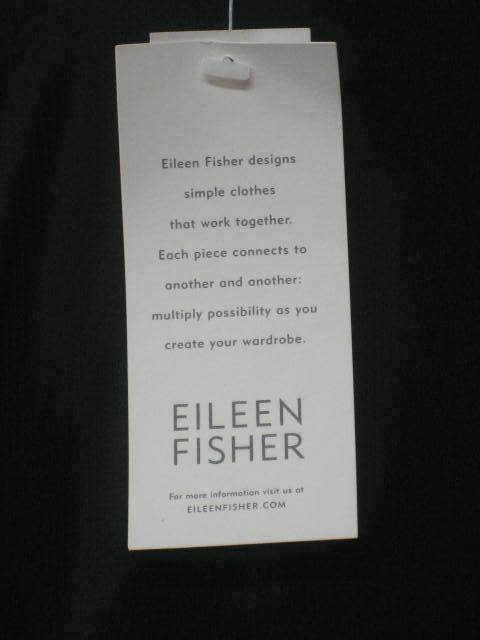 Eileen Fisher designs
simple clothes
that work together.
Each piece connects to
another and another:
multiply possibility as you
create your wardrobe.
EILEEN
FISHER
For more information visit us at
EILEENFISHER.COM